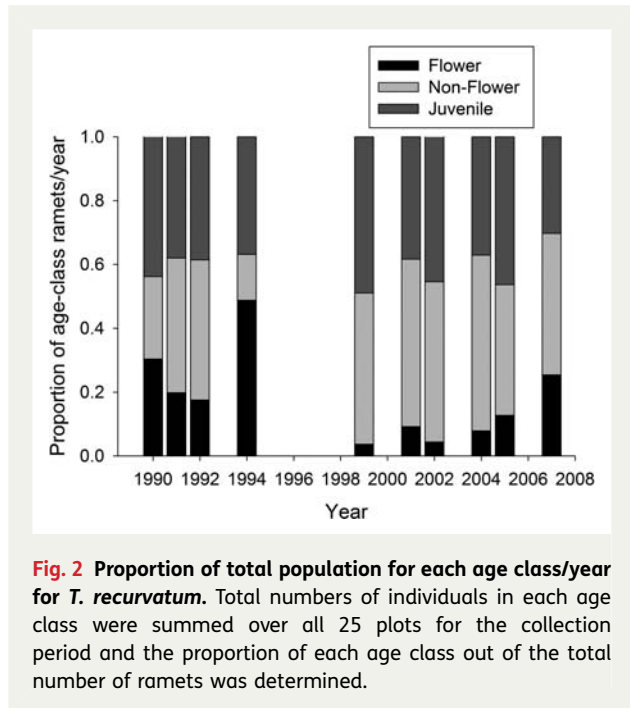 Flower
Non-Flower
Juvenile
Proportion of age-class ramets/year
1.0
0.8
0.6
0.4
0.2
0.0
1990 1992 1994 1996 1998 2000 2002 2004 2006 2008
Year
Fig. 2 Proportion of total population for each age class/year
for T. recurvatum. Total numbers of individuals in each age
class were summed over all 25 plots for the collection
period and the proportion of each age class out of the total
number of ramets was determined.